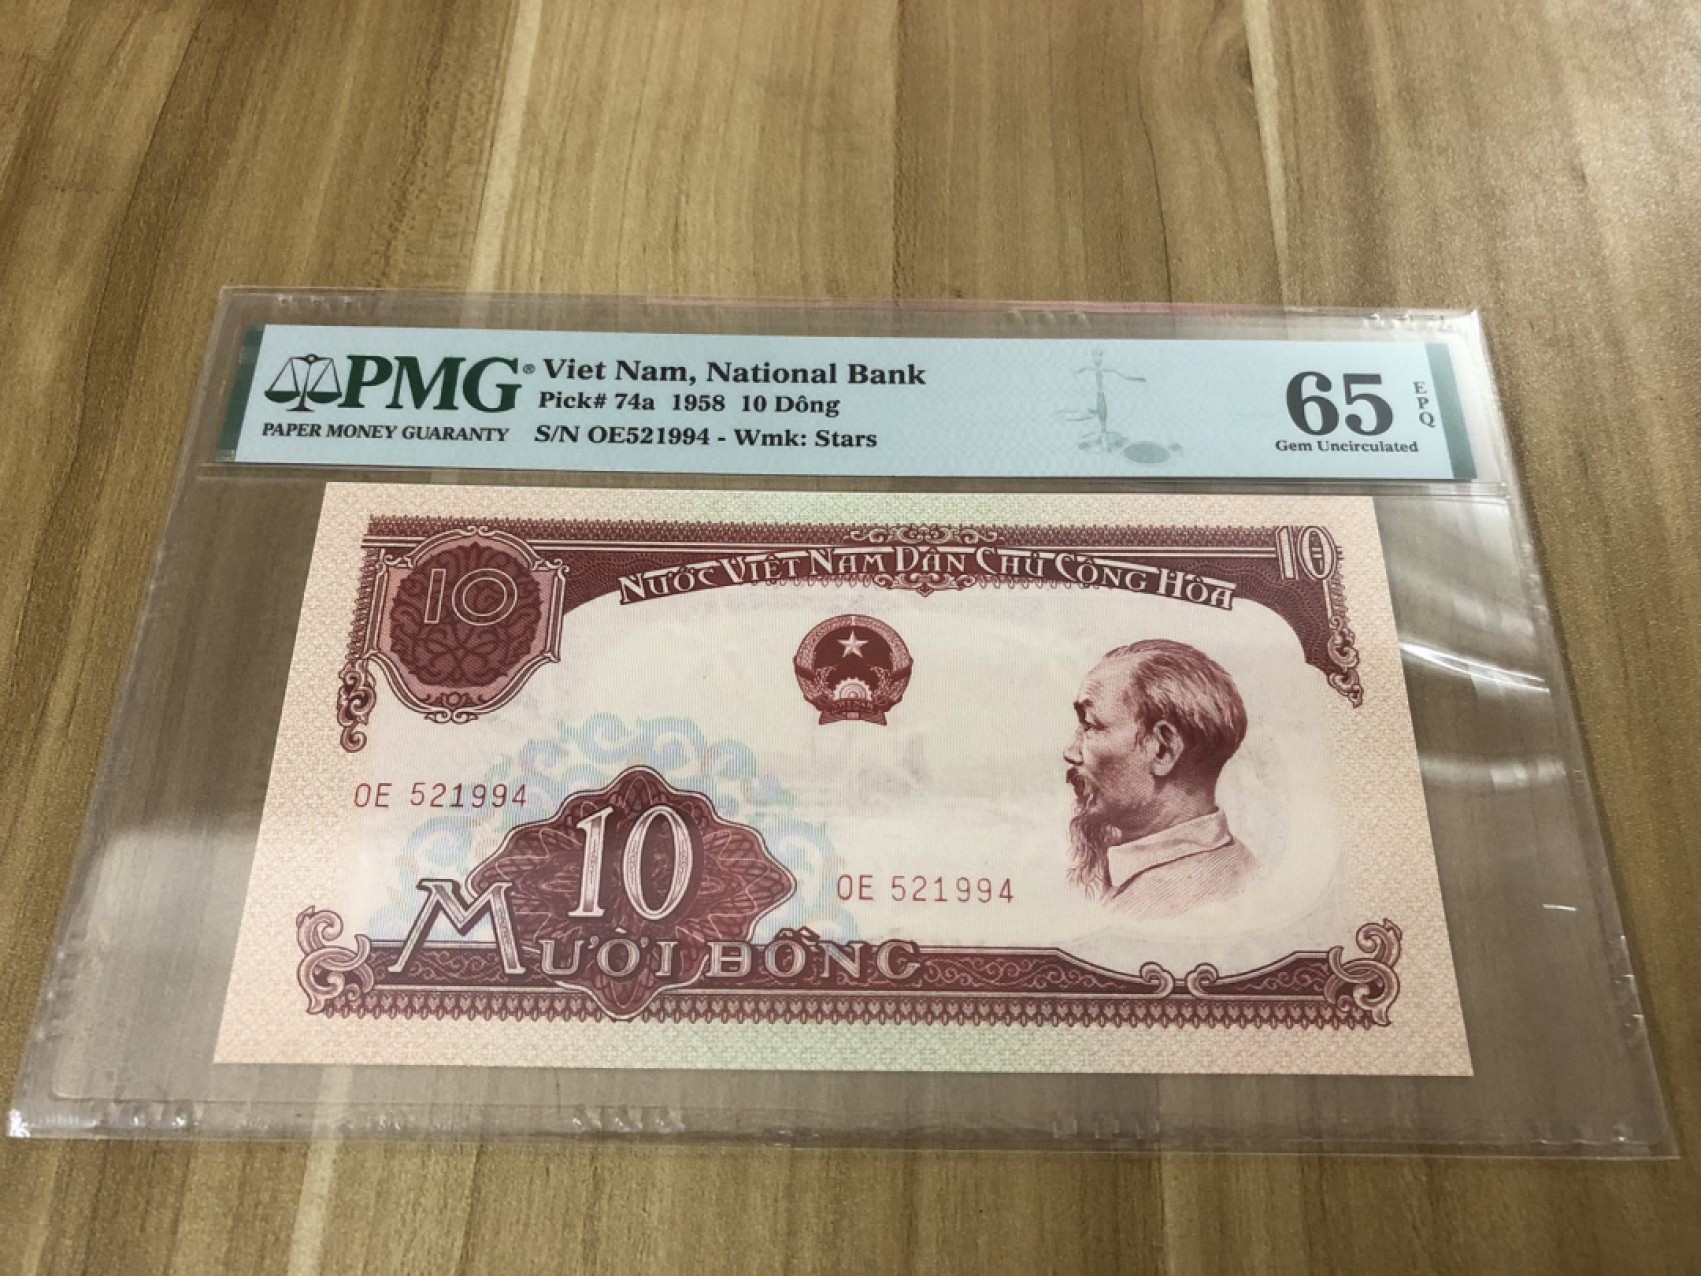 PMG®
PAPER MONEY GUARANTY
Viet Nam, National Bank
Pick# 74a 1958 10 Dông
S/N OE521994 - Wmk: Stars
65
EPQ
Gem Uncirculated
10
NƯỚC VIỆT NAM DÂN CHỦ CỘNG HÒA
10
OE 521994
10
OE 521994
MƯỜI ĐỒNG